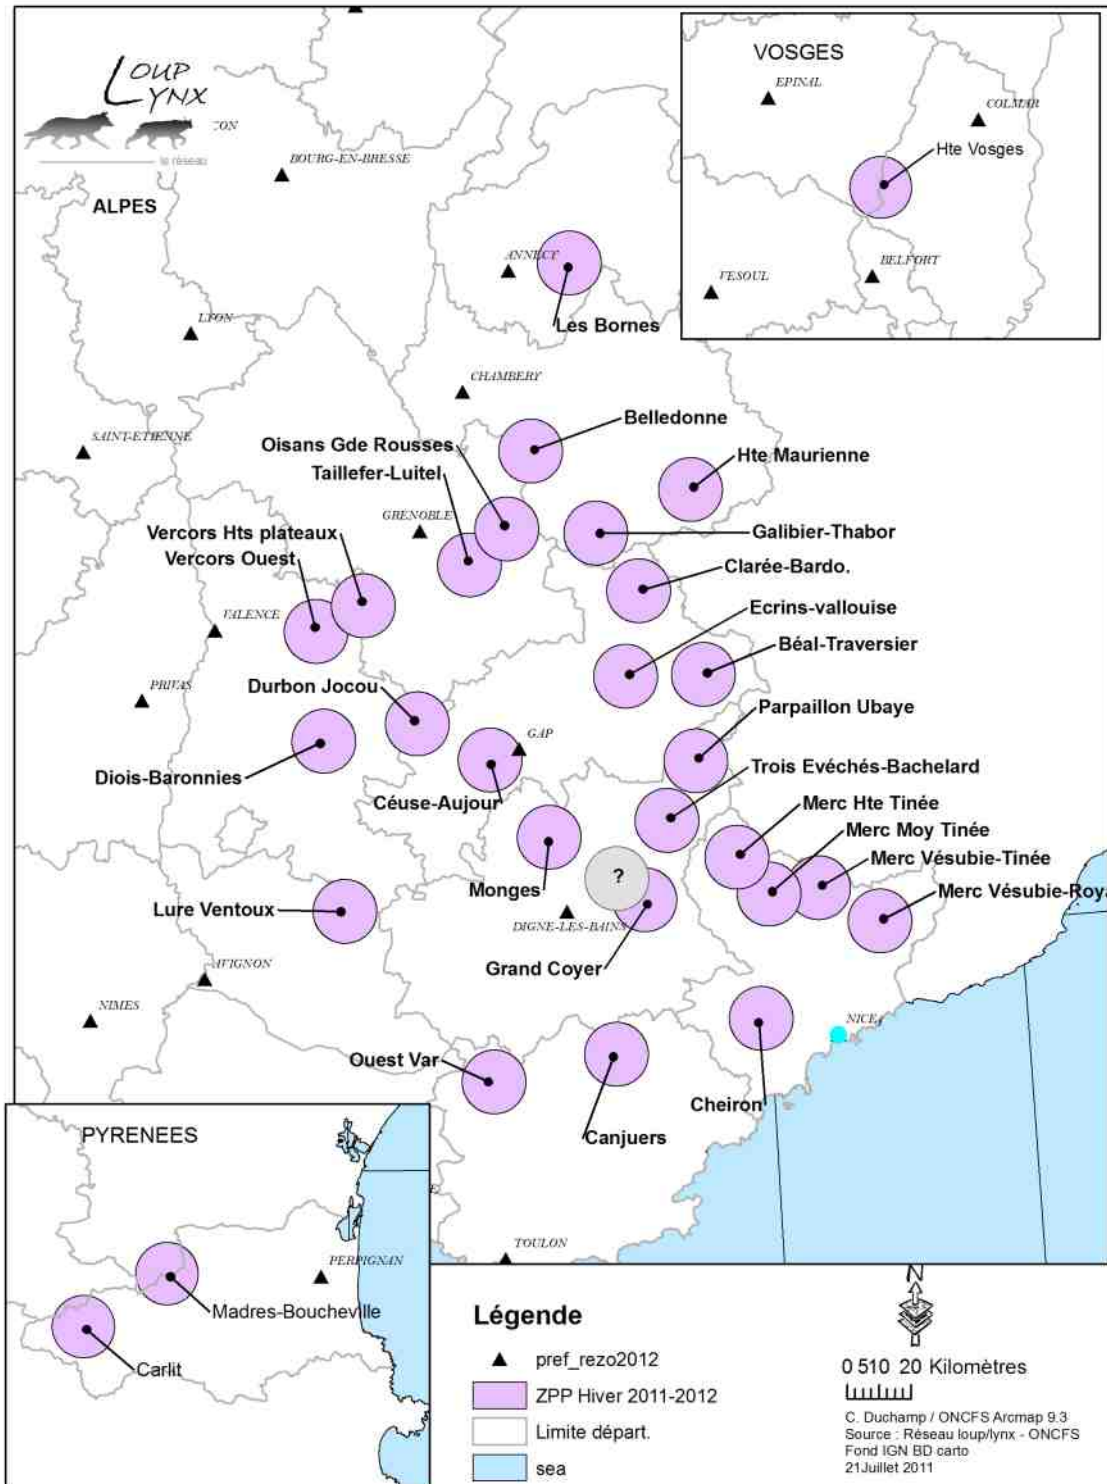 LOUP
LYNX
le réseau
ÇON
BOURG-EN-BRESSE
ALPES
ANNECY
Les Bornes
LYON
CHAMBERY
SAINT-ETIENNE
VOSGES
EPINAL
COLMAR
Hte Vosges
BELFORT
VESOUL
Belledonne
Oisans Gde Rousses
Taillefer-Luitel
Hte Maurienne
GRENOBLE
Vercors Hts plateaux
Vercors Ouest
Galibier-Thabor
Clarée-Bardo.
Ecrins-vallouise
VALENCE
Béal-Traversier
PRIVAS
Durbon Jocou
Parpaillon Ubaye
GAP
Diois-Baronnies
Trois Evéchés-Bachelard
Céuse-Aujour
Merc Hte Tinée
Merc Moy Tinée
Merc Vésubie-Tinée
?
Monges
Merc Vésubie-Roya
Lure Ventoux
DIGNE-LES-BAINS
Grand Coyer
AVIGNON
NIMES
NICE
Ouest Var
Cheiron
Canjuers
TOULON
PYRENEES
PERPIGNAN
Madres-Boucheville
Carlit
Légende
pref_rezo2012
ZPP Hiver 2011-2012
Limite départ.
sea
N
0 510 20 Kilomètres
C. Duchamp / ONCFS Arcmap 9.3
Source : Réseau loup/lynx - ONCFS
Fond IGN BD carto
21Juillet 2011